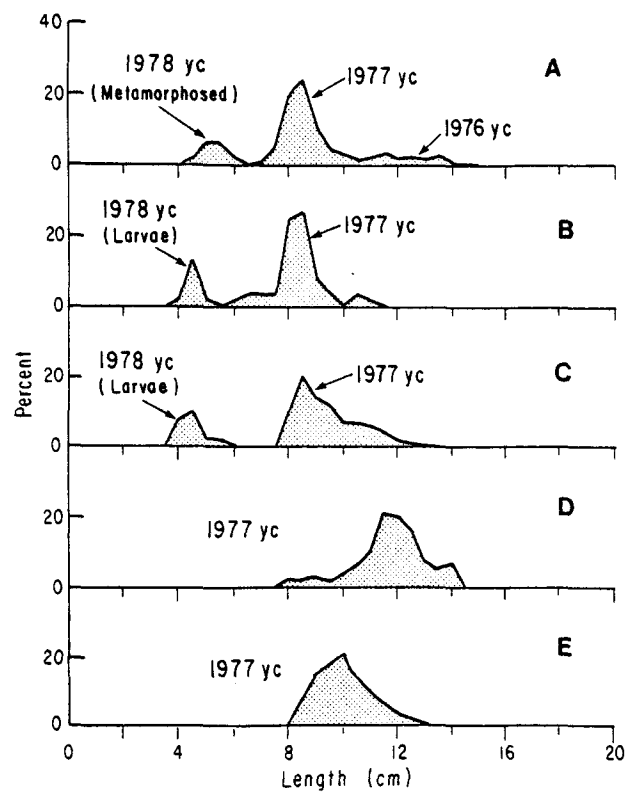 40
20
0
1978 yc
(Metamorphosed)
1977 yc
1976 yc
A
20
0
1978 yc
(Larvae)
1977 yc
B
Percent
20
0
1978 yc
(Larvae)
1977 yc
C
20
0
1977 yc
D
20
0
1977 yc
E
0 4 8 12 16 20
Length (cm)